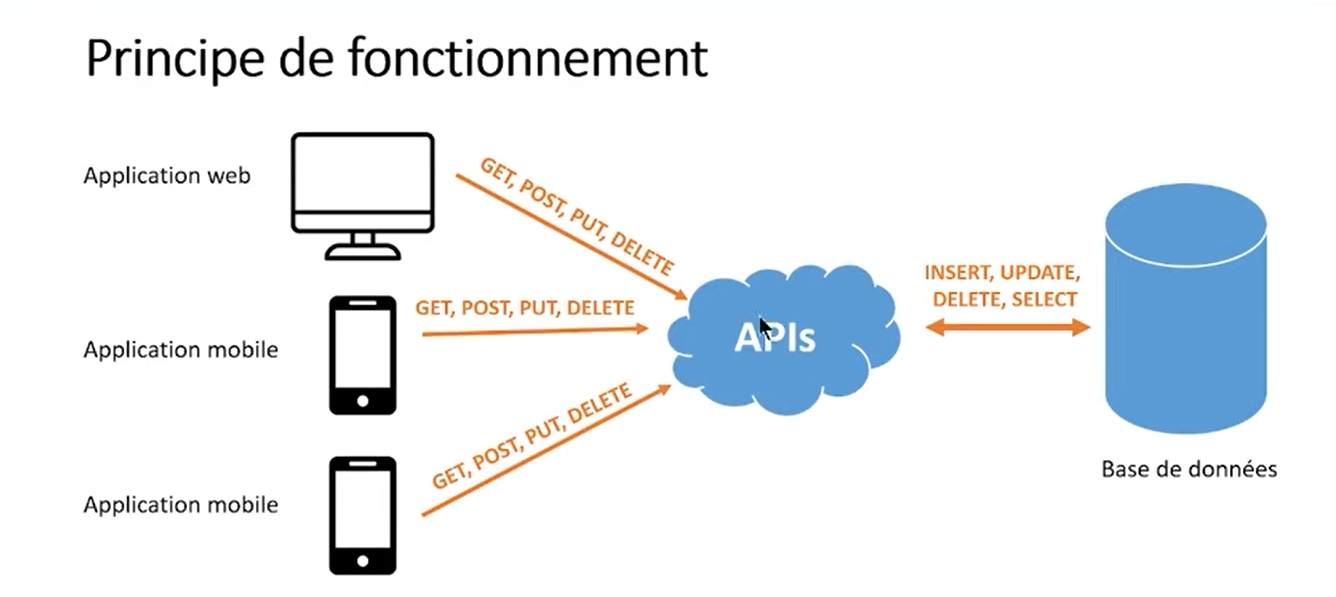 Principe de fonctionnement
Application web
GET, POST, PUT, DELETE
Application mobile
GET, POST, PUT, DELETE
Application mobile
GET, POST, PUT, DELETE
APIs
INSERT, UPDATE,
DELETE, SELECT
Base de données